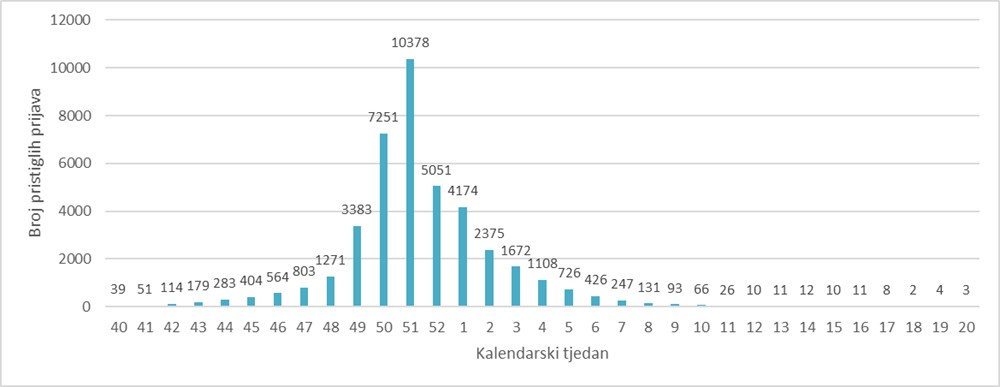 12000
10000
8000
6000
4000
2000
0
Broj pristiglih prijava
39 51 114 179 283 404 564 803 1271 3383 7251 10378 5051 4174 2375 1672 1108 726 426 247 131 93 66 26 10 11 12 10 11 8 2 4 3
40 41 42 43 44 45 46 47 48 49 50 51 52 1 2 3 4 5 6 7 8 9 10 11 12 13 14 15 16 17 18 19 20
Kalendarski tjedan